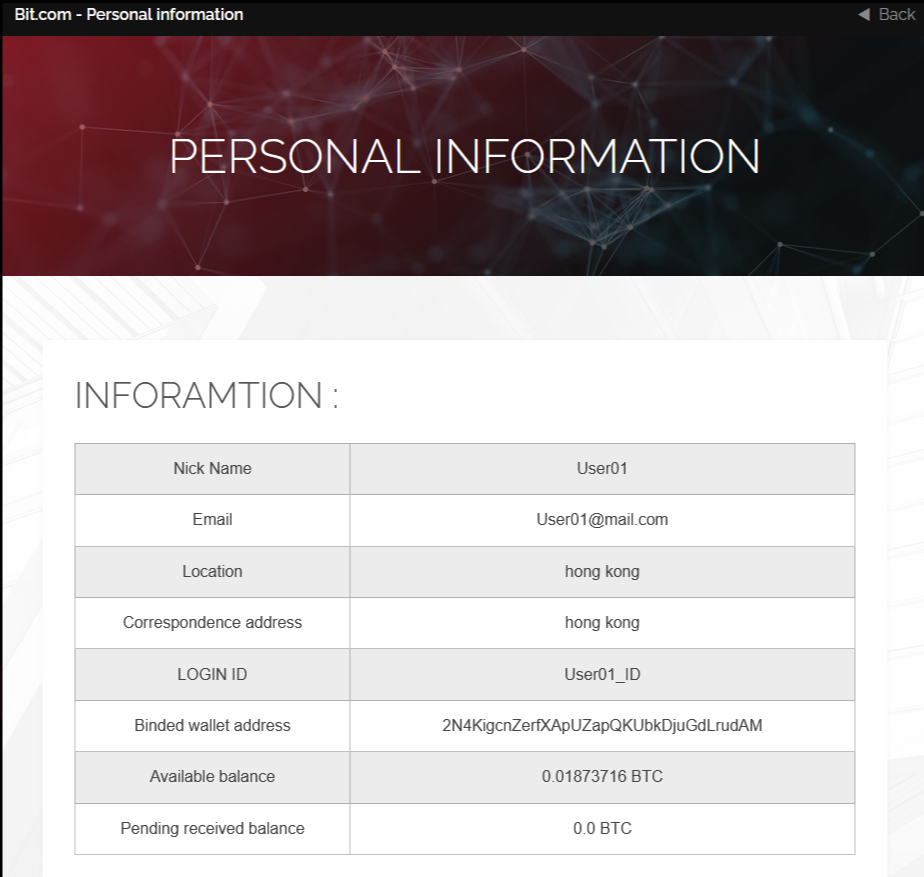 Bit.com - Personal information
◀ Back
PERSONAL INFORMATION
INFORAMTION :
Nick Name User01
Email User01@mail.com
Location hong kong
Correspondence address hong kong
LOGIN ID User01_ID
Binded wallet address 2N4KigcnZerfXApUZapQKUbkDjuGdLrudAM
Available balance 0.01873716 BTC
Pending received balance 0.0 BTC